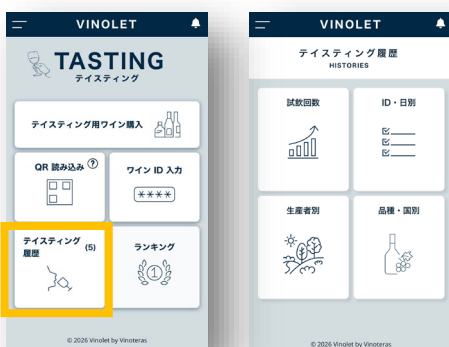 VINOLET
TASTING
テイスティング
テイスティング用ワイン購入
QR 読み込み ?
ワイン ID 入力
****
テイスティング
履歴
(5)
ランキング
1
© 2026 Vinolet by Vinoteras
VINOLET
テイスティング履歴
HISTORIES
試飲回数
ID・日別
生産者別
品種・国別
© 2026 Vinolet by Vinoteras